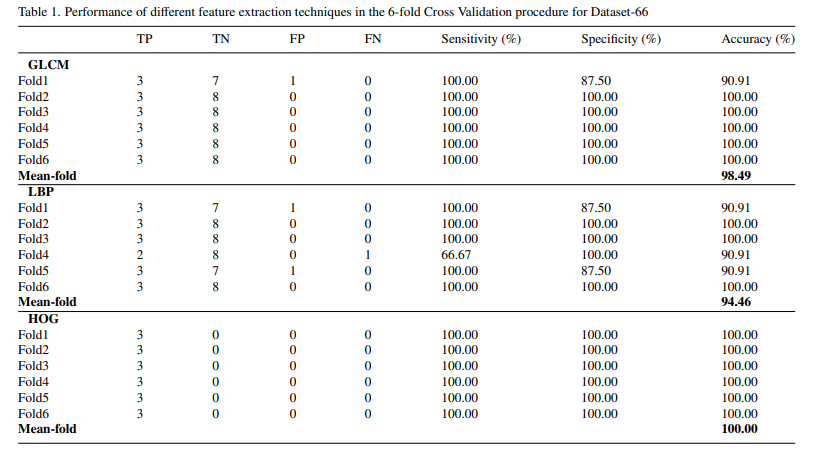 Table 1. Performance of different feature extraction techniques in the 6-fold Cross Validation procedure for Dataset-66
TP TN FP FN Sensitivity (%) Specificity (%) Accuracy (%)
GLCM
Fold1 3 7 1 0 100.00 87.50 90.91
Fold2 3 8 0 0 100.00 100.00 100.00
Fold3 3 8 0 0 100.00 100.00 100.00
Fold4 3 8 0 0 100.00 100.00 100.00
Fold5 3 8 0 0 100.00 100.00 100.00
Fold6 3 8 0 0 100.00 100.00 100.00
Mean-fold 98.49
LBP
Fold1 3 7 1 0 100.00 87.50 90.91
Fold2 3 8 0 0 100.00 100.00 100.00
Fold3 3 8 0 0 100.00 100.00 100.00
Fold4 2 8 0 1 66.67 100.00 90.91
Fold5 3 7 1 0 100.00 87.50 90.91
Fold6 3 8 0 0 100.00 100.00 100.00
Mean-fold 94.46
HOG
Fold1 3 0 0 0 100.00 100.00 100.00
Fold2 3 0 0 0 100.00 100.00 100.00
Fold3 3 0 0 0 100.00 100.00 100.00
Fold4 3 0 0 0 100.00 100.00 100.00
Fold5 3 0 0 0 100.00 100.00 100.00
Fold6 3 0 0 0 100.00 100.00 100.00
Mean-fold 100.00